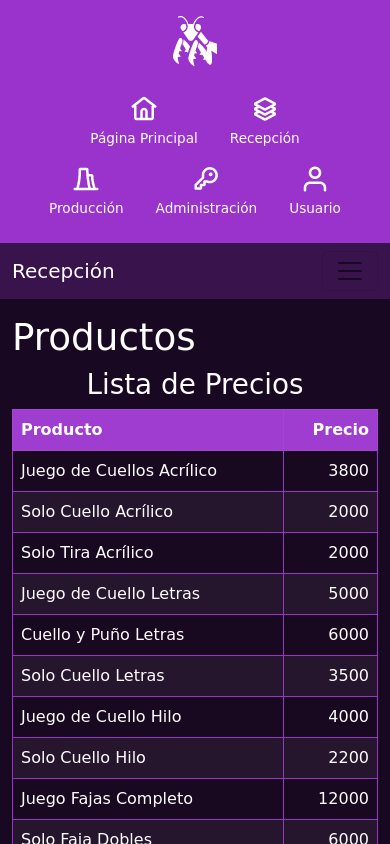 Página Principal
Recepción
Producción
Administración
Usuario
Recepción
Productos
Lista de Precios
Producto Precio
Juego de Cuellos Acrílico 3800
Solo Cuello Acrílico 2000
Solo Tira Acrílico 2000
Juego de Cuello Letras 5000
Cuello y Puño Letras 6000
Solo Cuello Letras 3500
Juego de Cuello Hilo 4000
Solo Cuello Hilo 2200
Juego Fajas Completo 12000
Solo Faja Dobles 6000